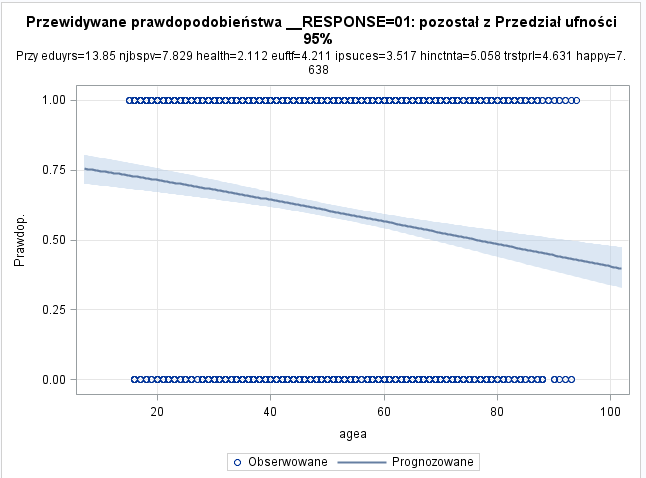 Przewidywane prawdopodobieństwa __RESPONSE=01: pozostał z Przedział ufności
95%
Przy eduyrs=13.85 njbspv=7.829 health=2.112 euftf=4.211 ipsuces=3.517 hinctnta=5.058 trstprl=4.631 happy=7.
638
1.00
0.75
0.50
0.25
0.00
Prawdop.
20 40 60 80 100
agea
Obserwowane Prognozowane